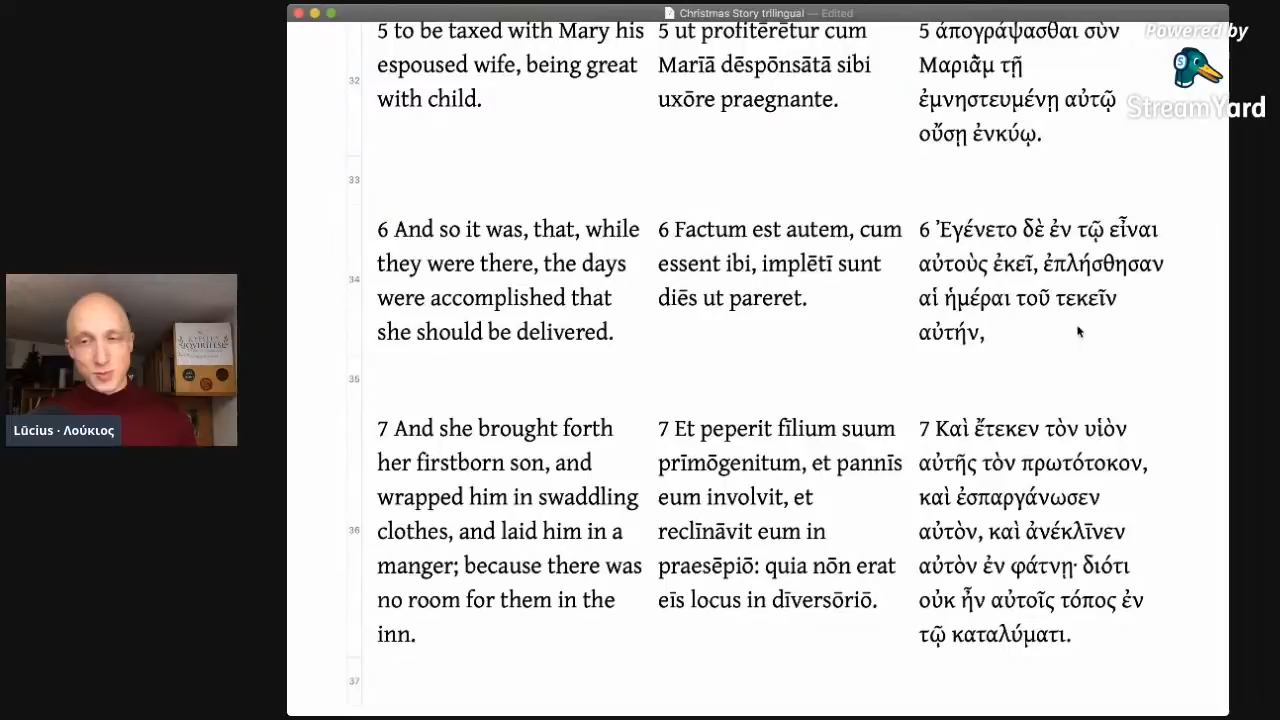 Christmas Story trilingual — Edited
Powered by
StreamYard
5 to be taxed with Mary his
espoused wife, being great
with child.
5 ut profitērētur cum
Marīā dēspōnsātā sibi
uxōre praegnante.
5 ἀπογράψασθαι σὺν
Μαριὰ̄μ τῇ
ἐμνηστευμένῃ αὐτῷ
οὔσῃ ἐνκύῳ.
6 And so it was, that, while
they were there, the days
were accomplished that
she should be delivered.
6 Factum est autem, cum
essent ibi, implētī sunt
diēs ut pareret.
6 Ἐγένετο δὲ ἐν τῷ εἶναι
αὐτοὺς ἐκεῖ, ἐπλήσθησαν
αἱ ἡμέραι τοῦ τεκεῖν
αὐτήν,
7 And she brought forth
her firstborn son, and
wrapped him in swaddling
clothes, and laid him in a
manger; because there was
no room for them in the
inn.
7 Et peperit fīlium suum
prīmōgenitum, et pannīs
eum involvit, et
reclīnāvit eum in
praesēpiō: quia nōn erat
eīs locus in dīversōriō.
7 Καὶ ἔτεκεν τὸν υἱὸν
αὐτῆς τὸν πρωτότοκον,
καὶ ἐσπαργάνωσεν
αὐτὸν, καὶ ἀνέκλῑνεν
αὐτὸν ἐν φάτνῃ· διότι
οὐκ ἦν αὐτοῖς τόπος ἐν
τῷ καταλύματι.
32
33
34
35
36
37
Lūcius · Λούκιος